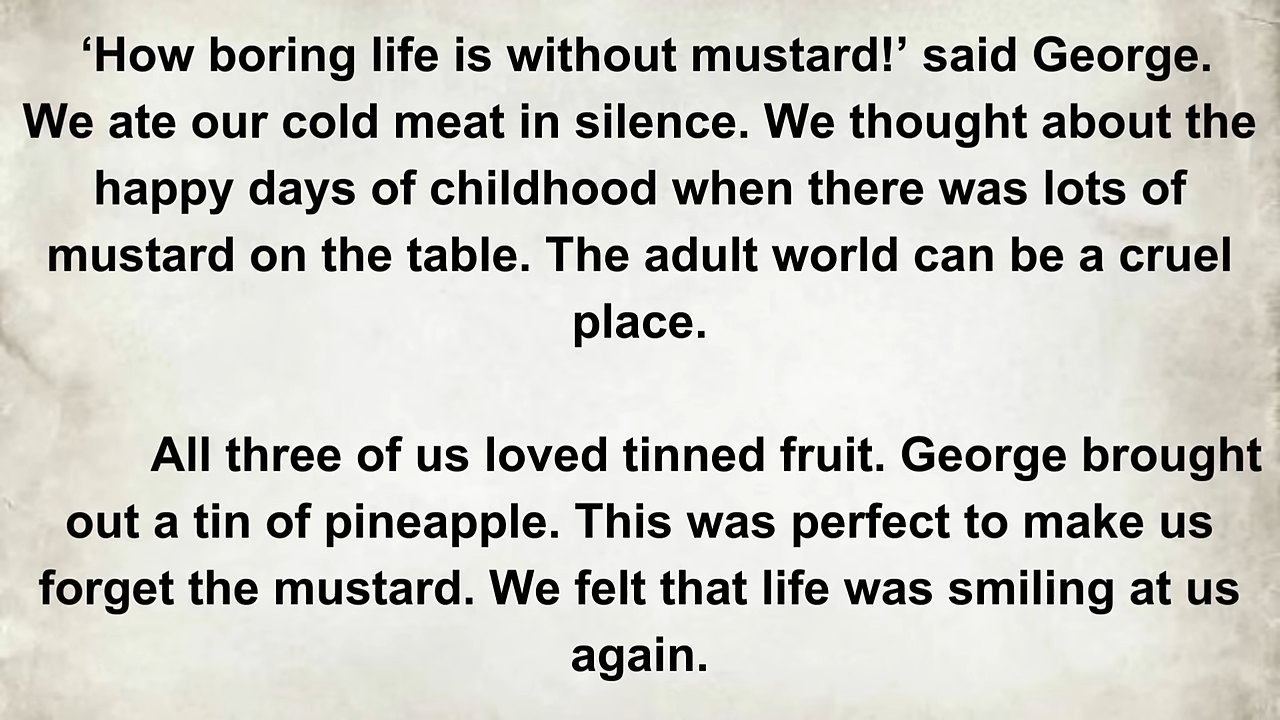 ‘How boring life is without mustard!’ said George.
We ate our cold meat in silence. We thought about the
happy days of childhood when there was lots of
mustard on the table. The adult world can be a cruel
place.
All three of us loved tinned fruit. George brought
out a tin of pineapple. This was perfect to make us
forget the mustard. We felt that life was smiling at us
again.